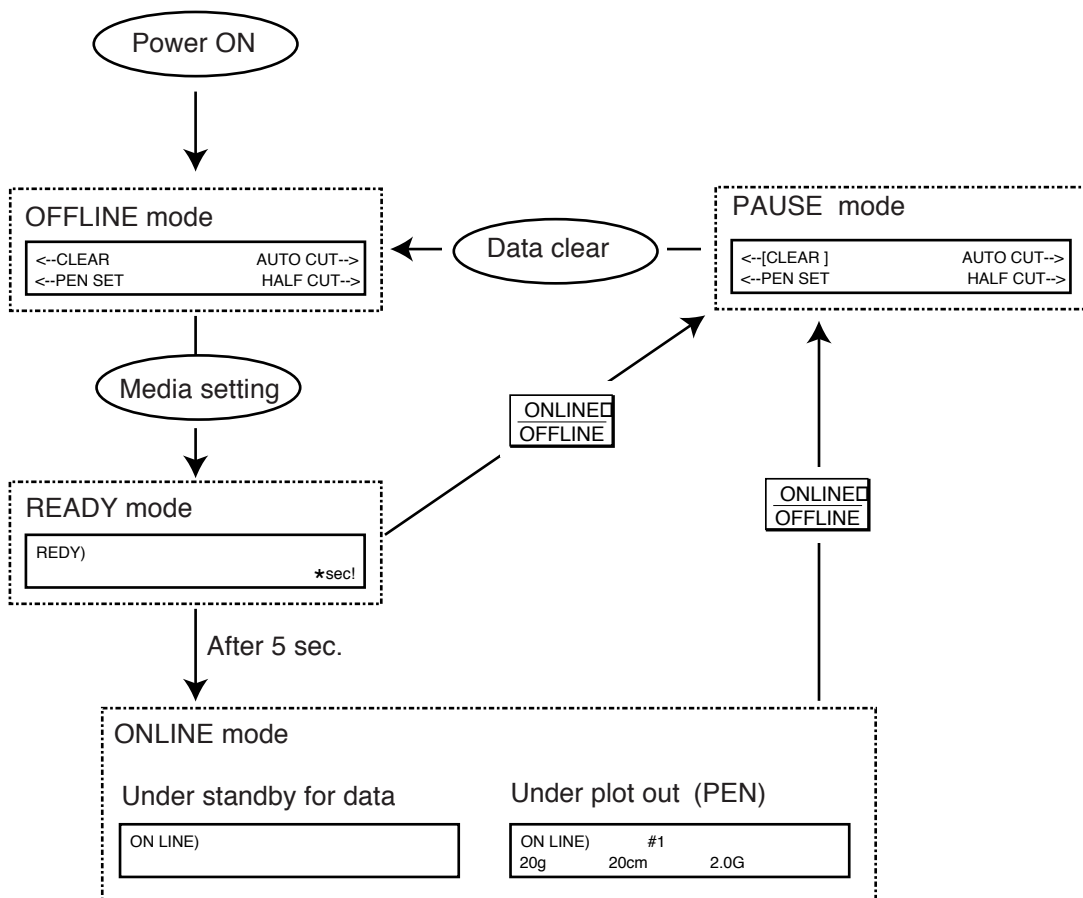 Power ON
OFFLINE mode
<--CLEAR AUTO CUT-->
<--PEN SET HALF CUT-->
Data clear
PAUSE mode
<--[CLEAR ] AUTO CUT-->
<--PEN SET HALF CUT-->
Media setting
ONLINE
OFFLINE
READY mode
REDY)
*sec!
ONLINE
OFFLINE
After 5 sec.
ONLINE mode
Under standby for data
ON LINE)
Under plot out (PEN)
ON LINE) #1
20g 20cm 2.0G